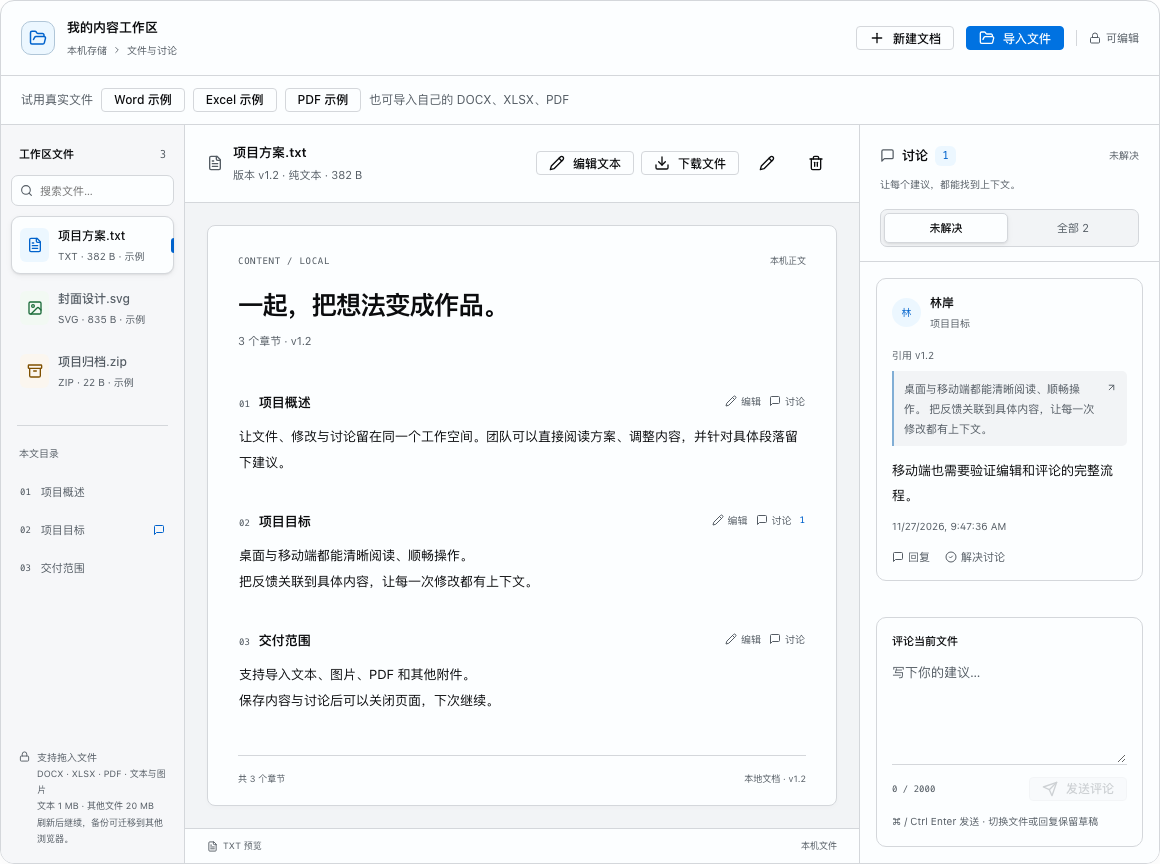 我的内容工作区
本机存储 > 文件与讨论
新建文档
导入文件
可编辑
试用真实文件
Word 示例
Excel 示例
PDF 示例
也可导入自己的 DOCX、XLSX、PDF
工作区文件
3
搜索文件...
项目方案.txt
TXT · 382 B · 示例
封面设计.svg
SVG · 835 B · 示例
项目归档.zip
ZIP · 22 B · 示例
本文目录
01 项目概述
02 项目目标
03 交付范围
支持拖入文件
DOCX · XLSX · PDF · 文本与图
片
文本 1 MB · 其他文件 20 MB
刷新后继续，备份可迁移到其他
浏览器。
项目方案.txt
版本 v1.2 · 纯文本 · 382 B
编辑文本
下载文件
CONTENT / LOCAL
本机正文
一起，把想法变成作品。
3 个章节 · v1.2
01 项目概述
编辑
讨论
让文件、修改与讨论留在同一个工作空间。团队可以直接阅读方案、调整内容，并针对具体段落留
下建议。
02 项目目标
编辑
讨论 1
桌面与移动端都能清晰阅读、顺畅操作。
把反馈关联到具体内容，让每一次修改都有上下文。
03 交付范围
编辑
讨论
支持导入文本、图片、PDF 和其他附件。
保存内容与讨论后可以关闭页面，下次继续。
共 3 个章节
本地文档 · v1.2
TXT 预览
本机文件
讨论 1
未解决
让每个建议，都能找到上下文。
未解决
全部 2
林
林岸
项目目标
引用 v1.2
桌面与移动端都能清晰阅读、顺畅操
作。 把反馈关联到具体内容，让每一次
修改都有上下文。
移动端也需要验证编辑和评论的完整流
程。
11/27/2026, 9:47:36 AM
回复
解决讨论
评论当前文件
写下你的建议...
0 / 2000
发送评论
⌘ / Ctrl Enter 发送 · 切换文件或回复保留草稿